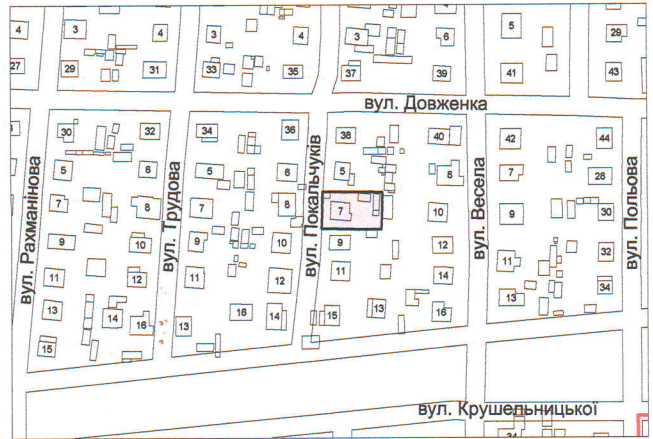 4 3 4 3 4 3 6 5 29
27 29 31 33 35 37 39 41 43
вул. Довженка
30 32 34 36 38 40 42 44
5 6 5 6 5 8 7 28
7 8 7 8 7 10 9 30
9 10 9 10 9 12 11 32
11 12 11 12 11 14 13 34
13 14 16 13 16 14 15 13 16
15
вул. Рахманінова
вул. Трудова
вул. Покальчуків
вул. Весела
вул. Польова
вул. Крушельницької